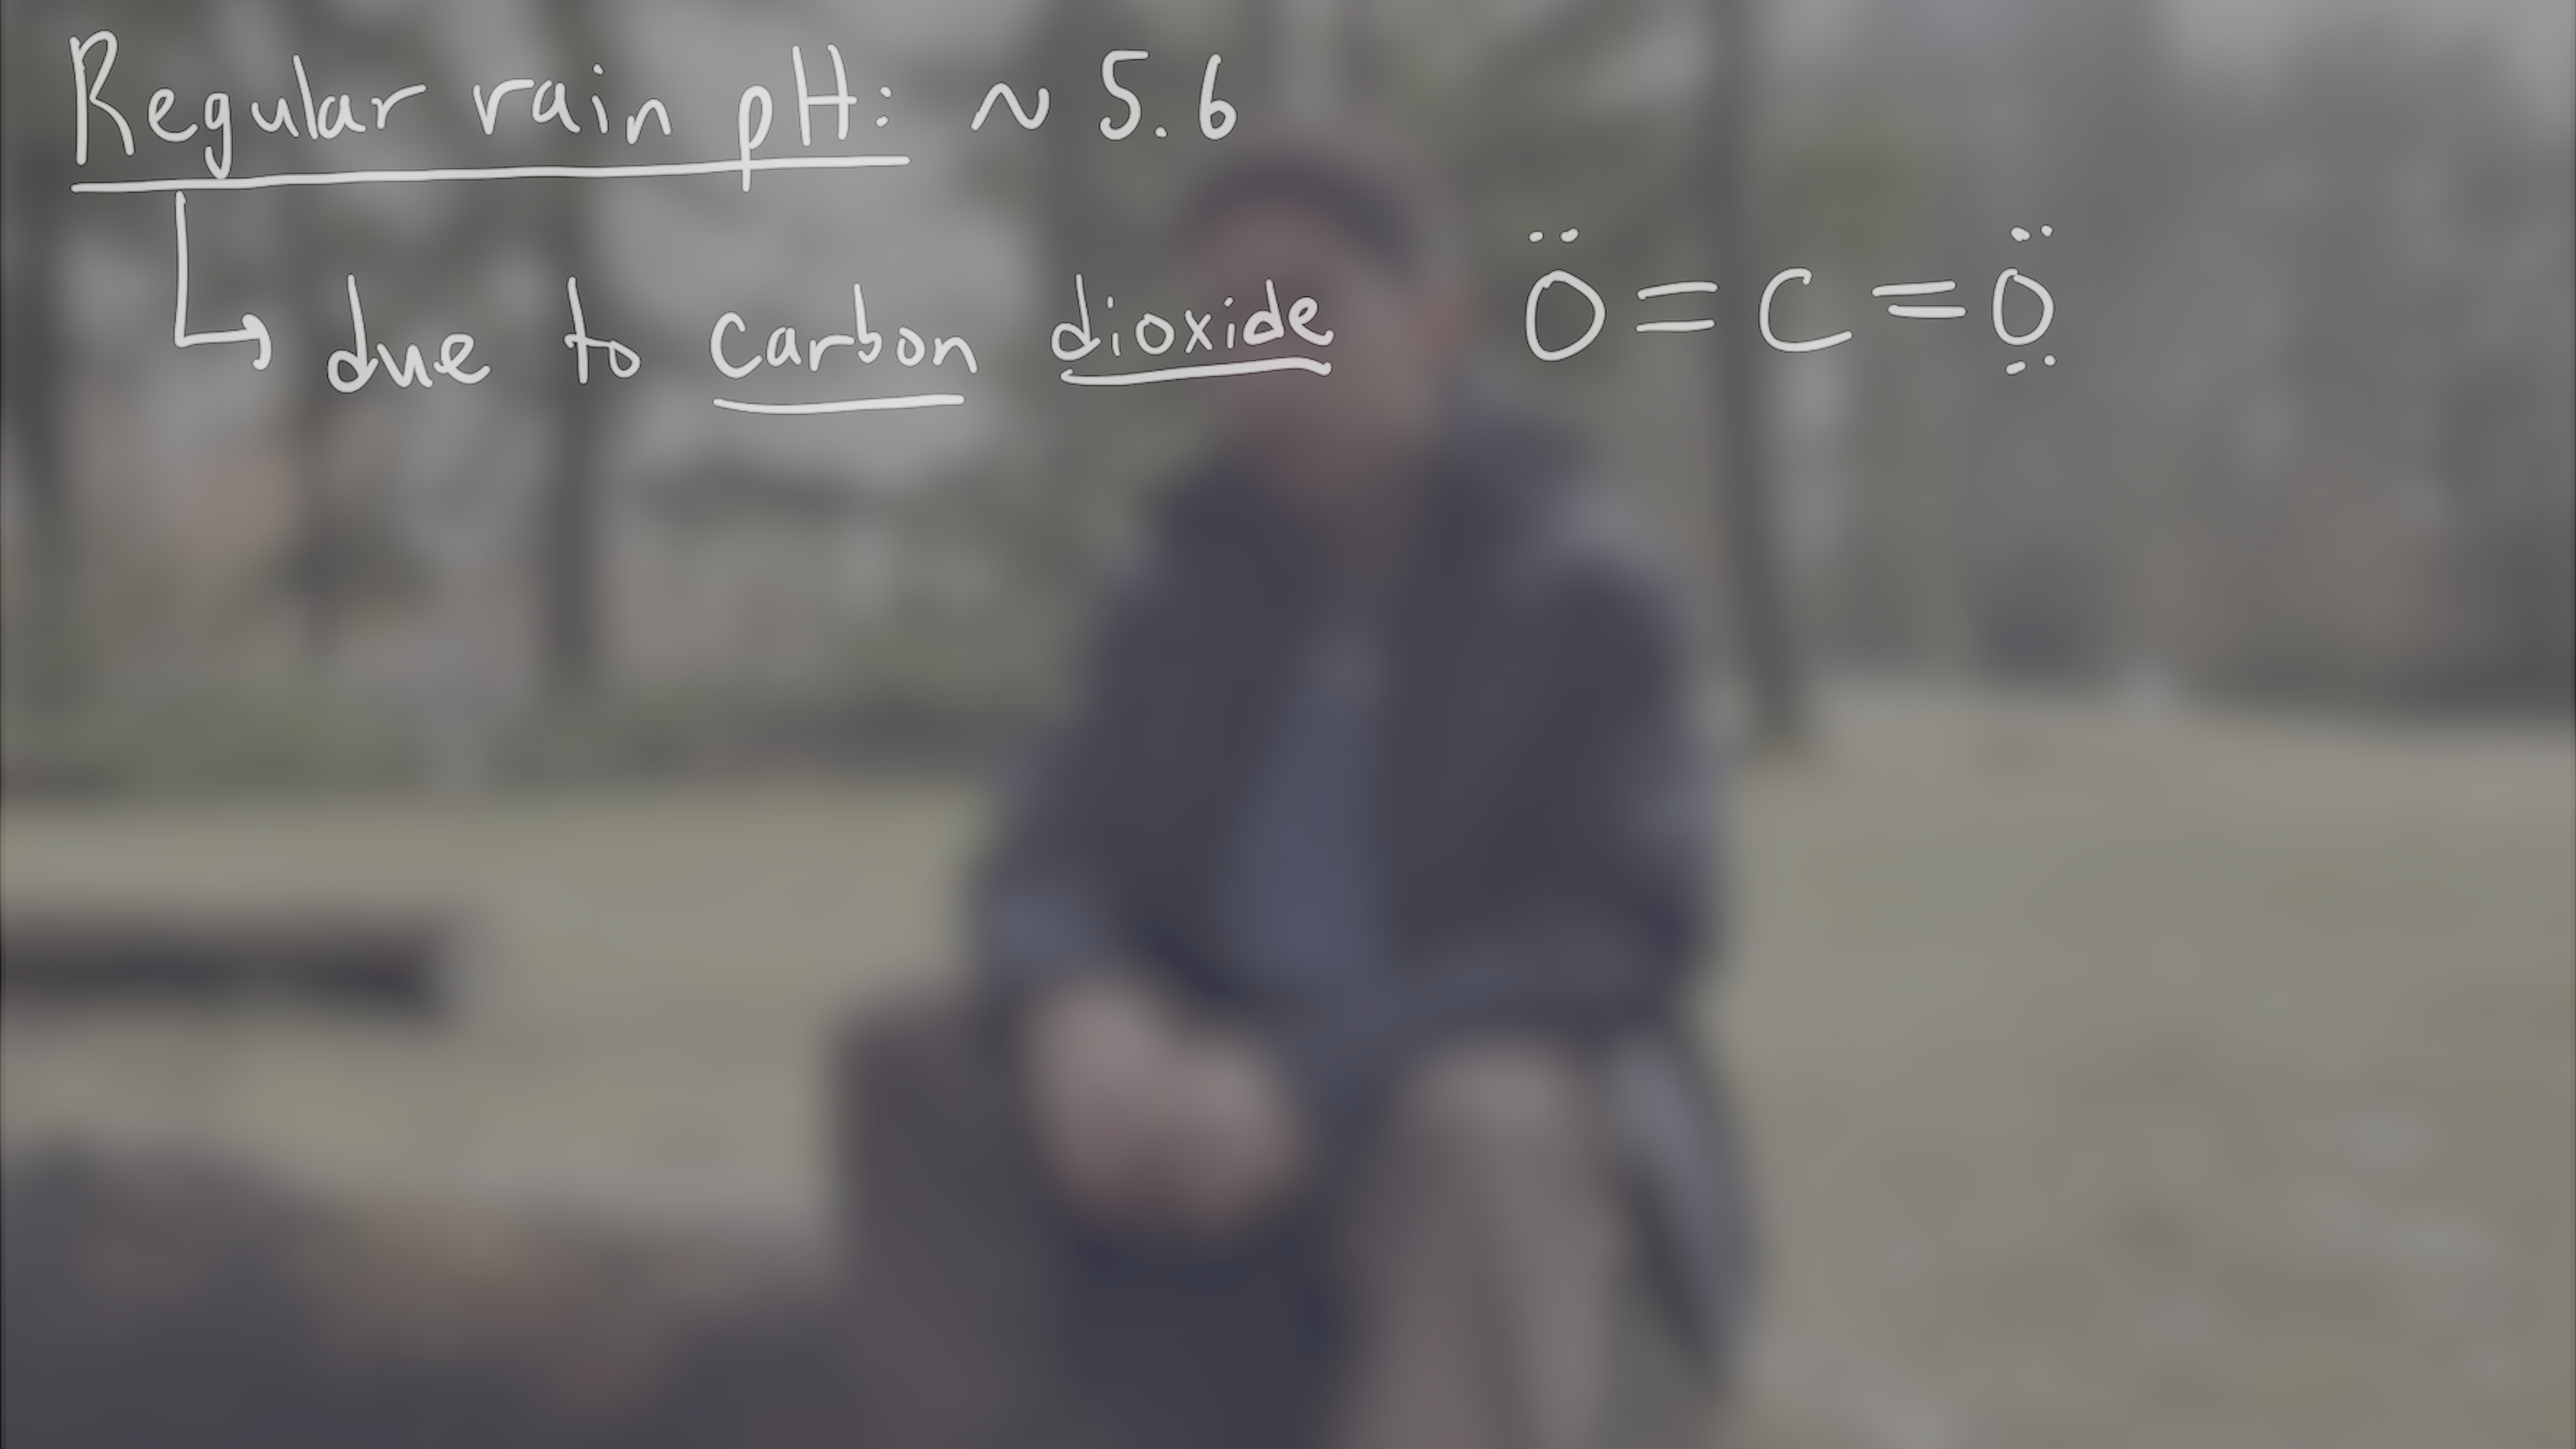 Regular rain pH: ~ 5.6
due to carbon dioxide
Ö=C=Ö